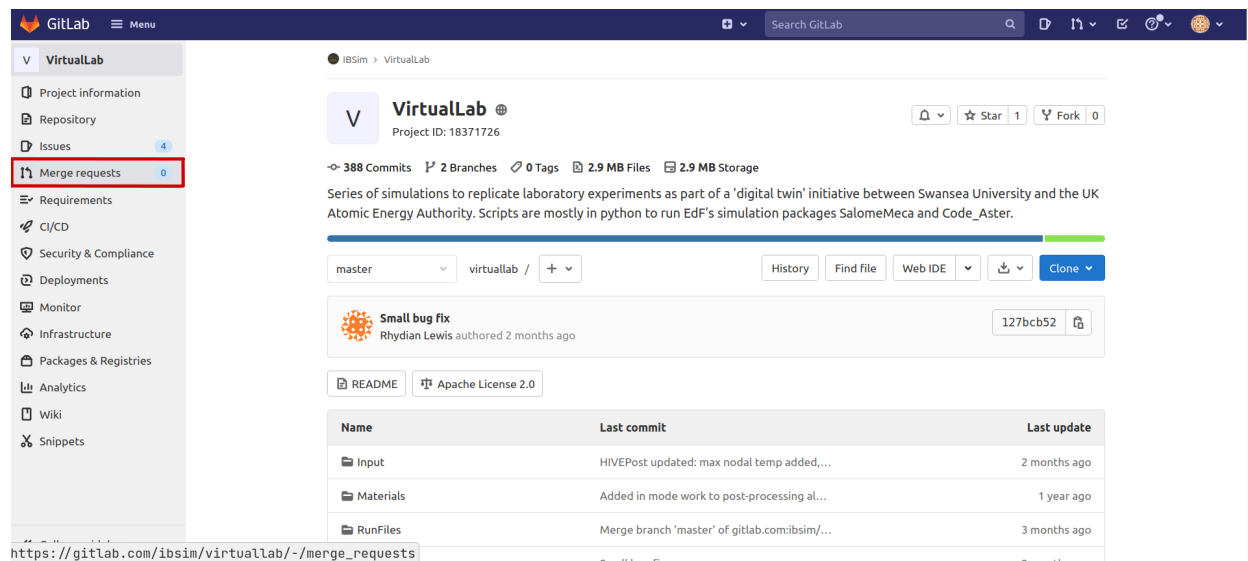 GitLab Menu Search GitLab
V VirtualLab
Project information
Repository
Issues 4
Merge requests 0
Requirements
CI/CD
Security & Compliance
Deployments
Monitor
Infrastructure
Packages & Registries
Analytics
Wiki
Snippets
https://gitlab.com/ibsim/virtuallab/-/merge_requests
IBSim > VirtualLab
V
VirtualLab
Project ID: 18371726
Star 1 Fork 0
388 Commits 2 Branches 0 Tags 2.9 MB Files 2.9 MB Storage
Series of simulations to replicate laboratory experiments as part of a 'digital twin' initiative between Swansea University and the UK
Atomic Energy Authority. Scripts are mostly in python to run EdF's simulation packages SalomeMeca and Code_Aster.
master virtuallab / + History Find file Web IDE Clone
Small bug fix
Rhydian Lewis authored 2 months ago
127bcb52
README Apache License 2.0
Name Last commit Last update
Input HIVEPost updated: max nodal temp added,... 2 months ago
Materials Added in mode work to post-processing al... 1 year ago
RunFiles Merge branch 'master' of gitlab.com:ibsim/... 3 months ago